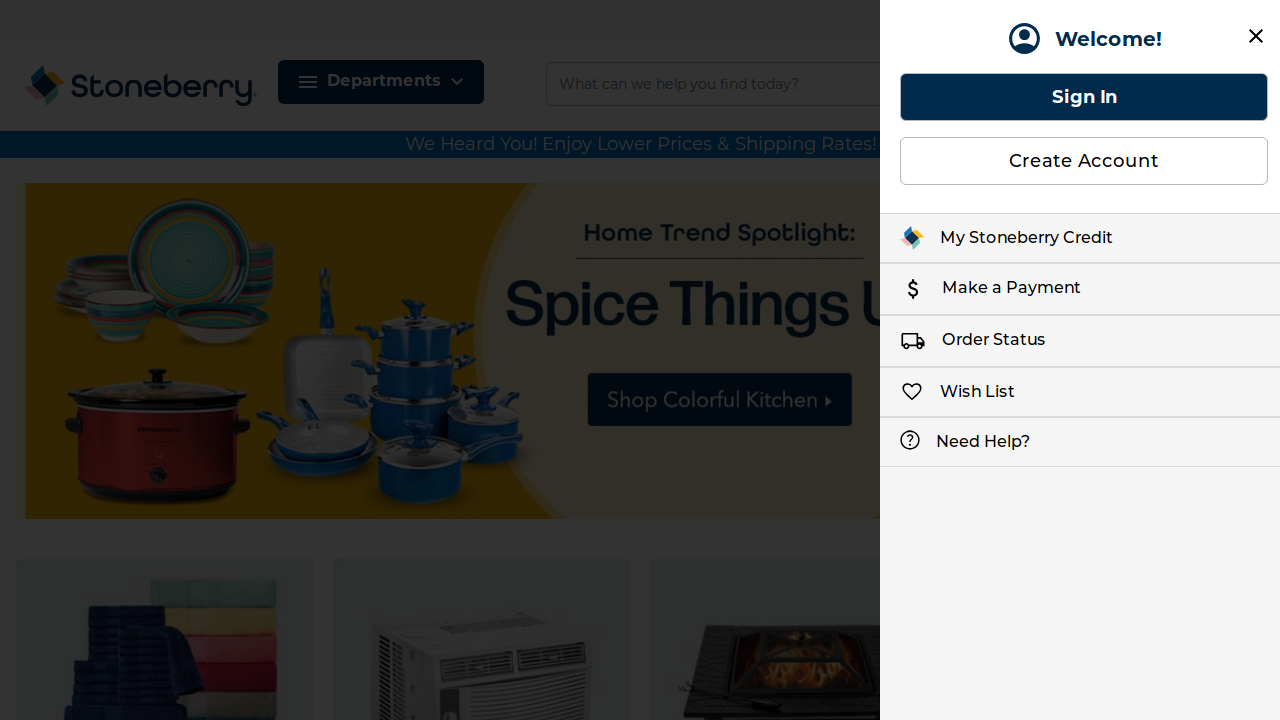 Stoneberry
Departments
What can we help you find today?
We Heard You! Enjoy Lower Prices & Shipping Rates!
Home Trend Spotlight:
Spice Things
Shop Colorful Kitchen
Welcome!
Sign In
Create Account
My Stoneberry Credit
Make a Payment
Order Status
Wish List
Need Help?